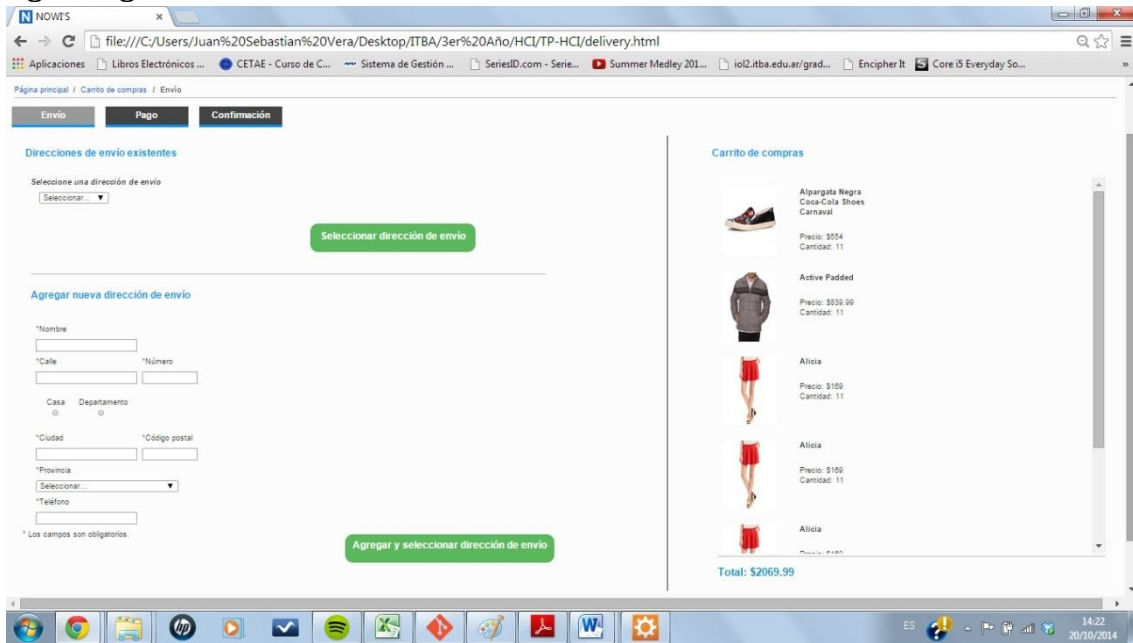 NOWI'S
file:///C:/Users/Juan%20Sebastian%20Vera/Desktop/ITBA/3er%20Año/HCI/TP-HCI/delivery.html
Aplicaciones Libros Electrónicos ... CETAE - Curso de C... Sistema de Gestión ... SeriesID.com - Serie... Summer Medley 201... iol2.itba.edu.ar/grad... Encipher It Core i5 Everyday So...
Página principal / Carrito de compras / Envío
Envío Pago Confirmación
Direcciones de envío existentes
Seleccione una dirección de envío
Seleccionar...
Seleccionar dirección de envío
Agregar nueva dirección de envío
*Nombre
*Calle *Número
Casa Departamento
*Ciudad *Código postal
*Provincia
Seleccionar...
*Teléfono
* Los campos son obligatorios.
Agregar y seleccionar dirección de envío
Carrito de compras
Alpargata Negra
Coca-Cola Shoes
Carnaval
Precio: $554
Cantidad: 11
Active Padded
Precio: $839.99
Cantidad: 11
Alicia
Precio: $169
Cantidad: 11
Alicia
Precio: $169
Cantidad: 11
Alicia
Total: $2069.99
ES
14:22
20/10/2014